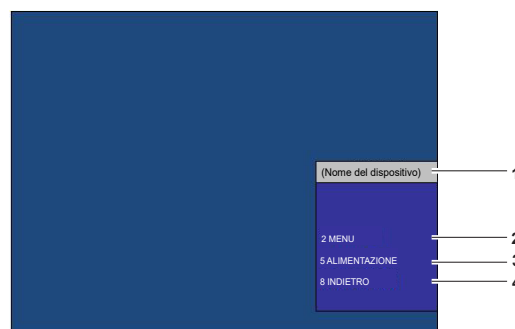 (Nome del dispositivo) 1
2 MENU 2
5 ALIMENTAZIONE 3
8 INDIETRO 4